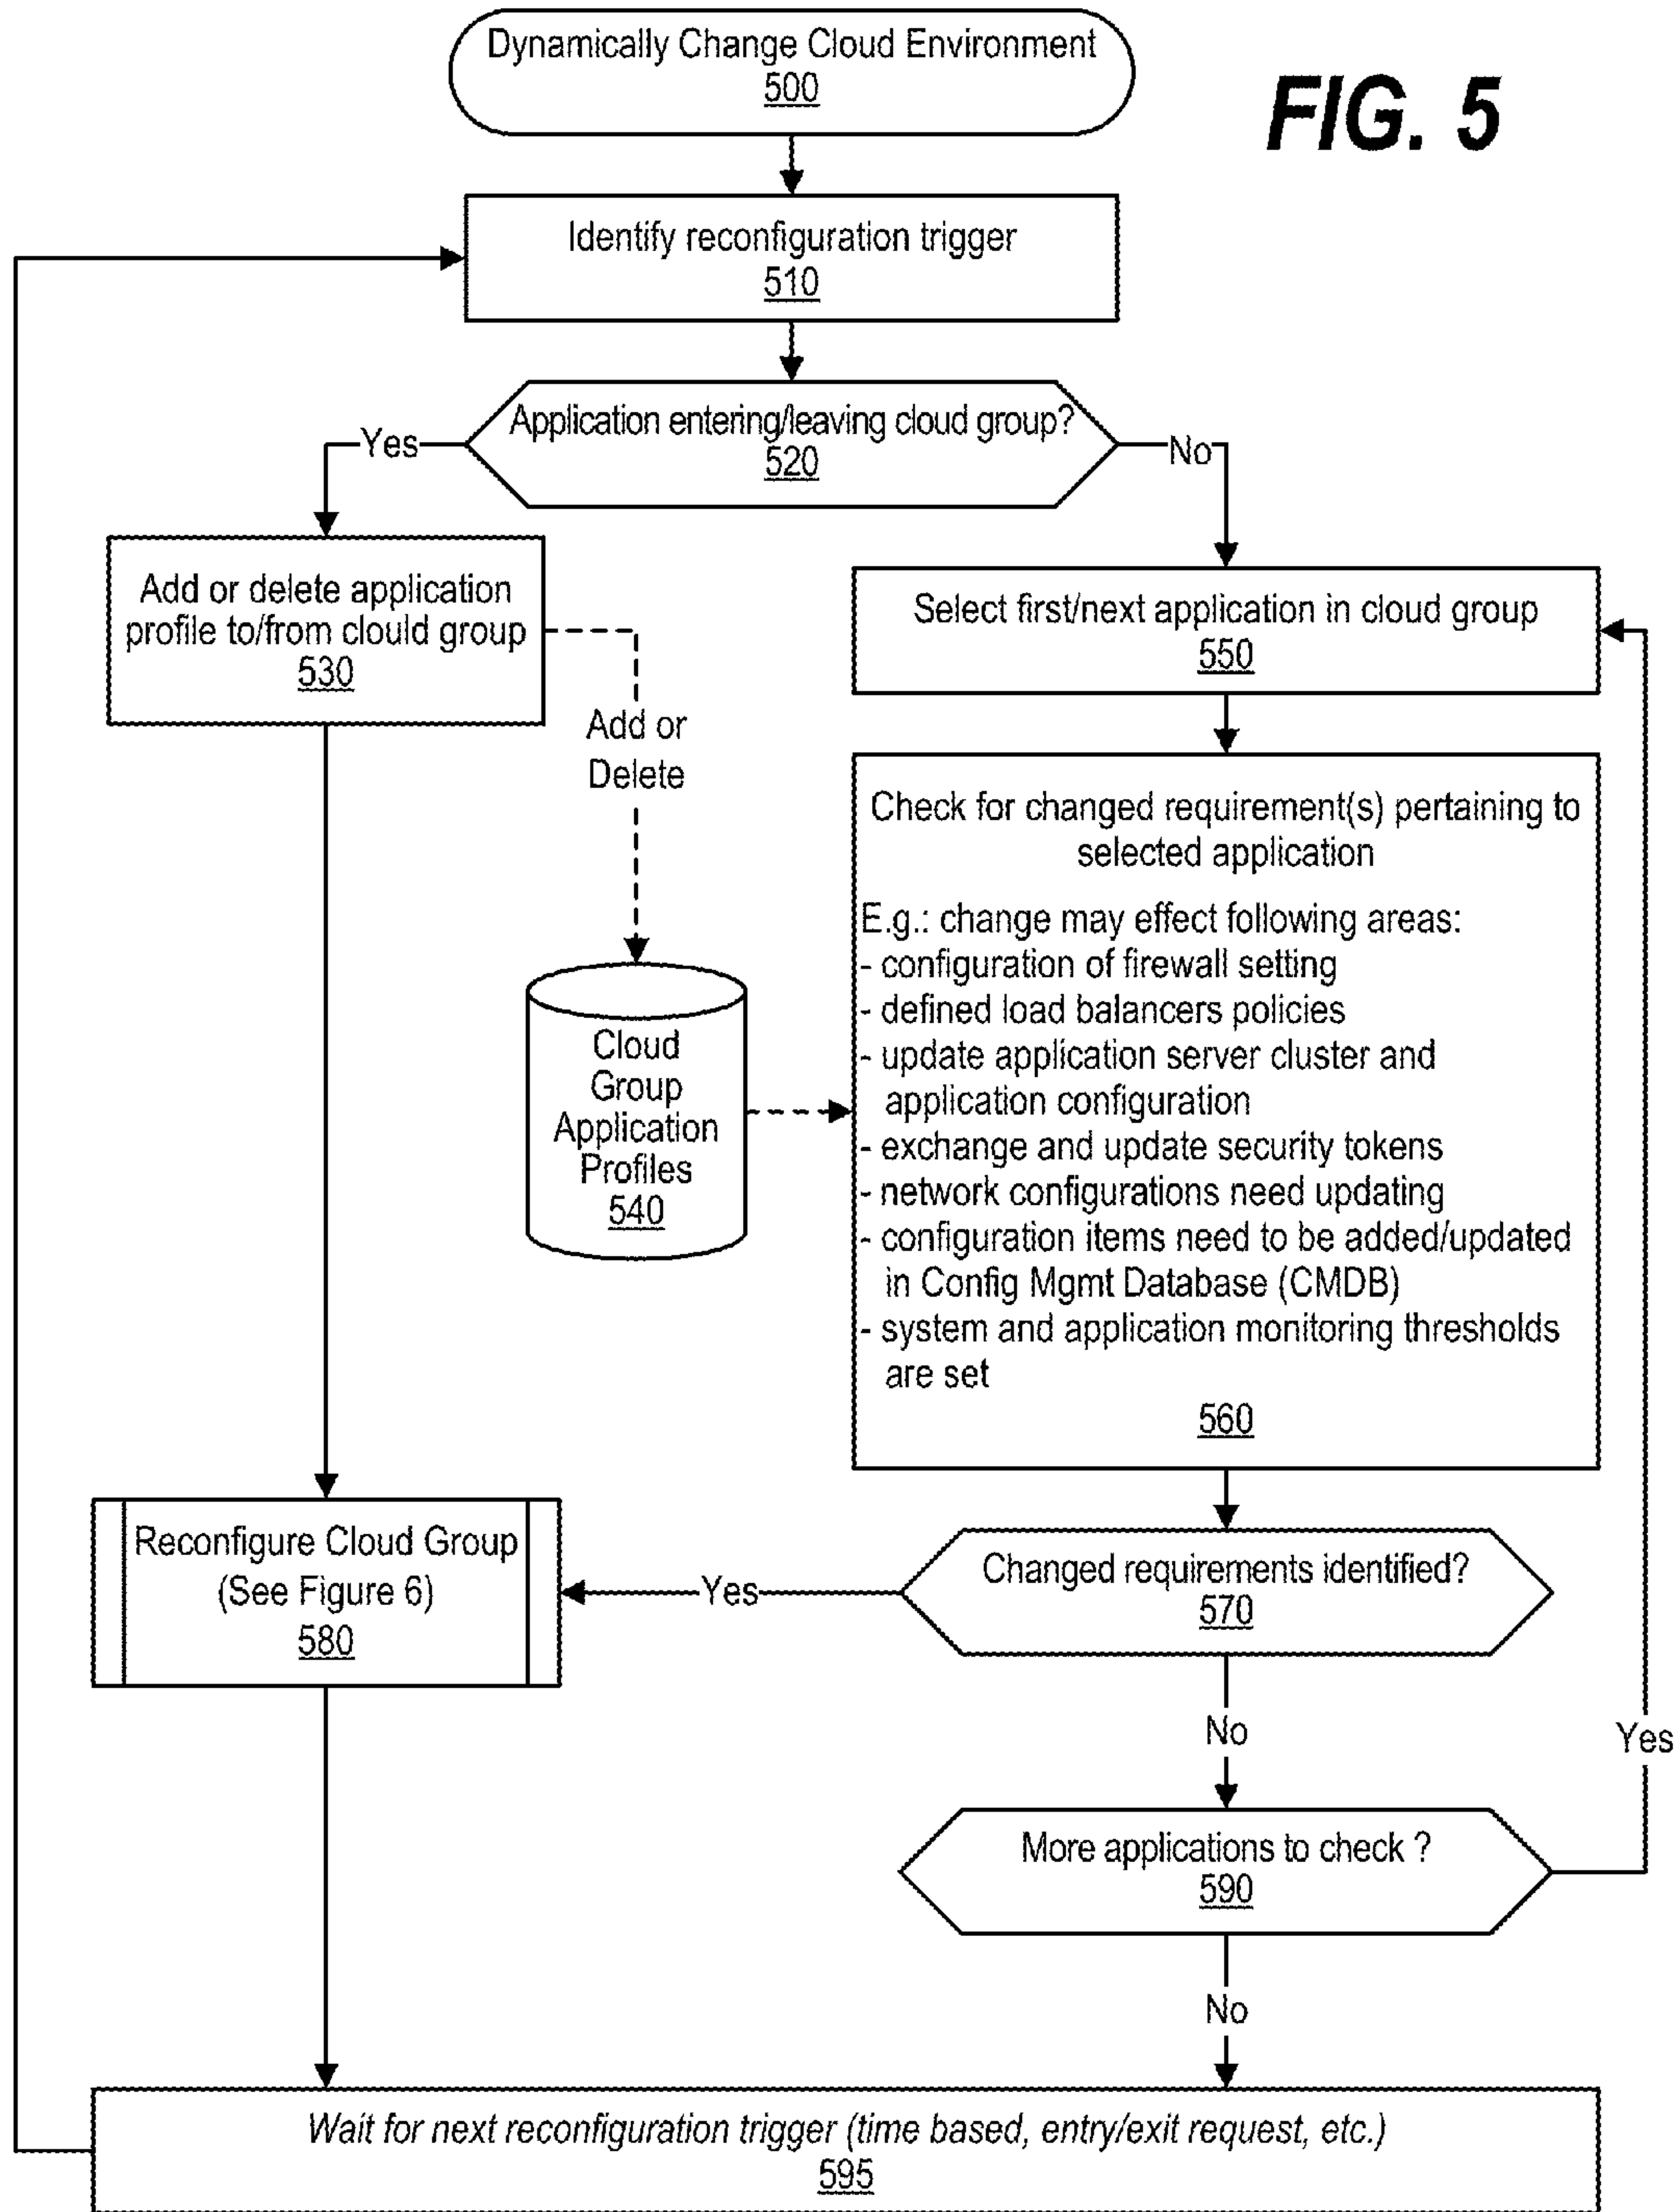 Dynamically Change Cloud Environment
500
FIG. 5
Identify reconfiguration trigger
510
Application entering/leaving cloud group?
520
Yes
No
Add or delete application
profile to/from clould group
530
Add or
Delete
Cloud
Group
Application
Profiles
540
Select first/next application in cloud group
550
Check for changed requirement(s) pertaining to
selected application
E.g.: change may effect following areas:
- configuration of firewall setting
- defined load balancers policies
- update application server cluster and
application configuration
- exchange and update security tokens
- network configurations need updating
- configuration items need to be added/updated
in Config Mgmt Database (CMDB)
- system and application monitoring thresholds
are set
560
Reconfigure Cloud Group
(See Figure 6)
580
Yes
Changed requirements identified?
570
No
Yes
More applications to check ?
590
No
Wait for next reconfiguration trigger (time based, entry/exit request, etc.)
595